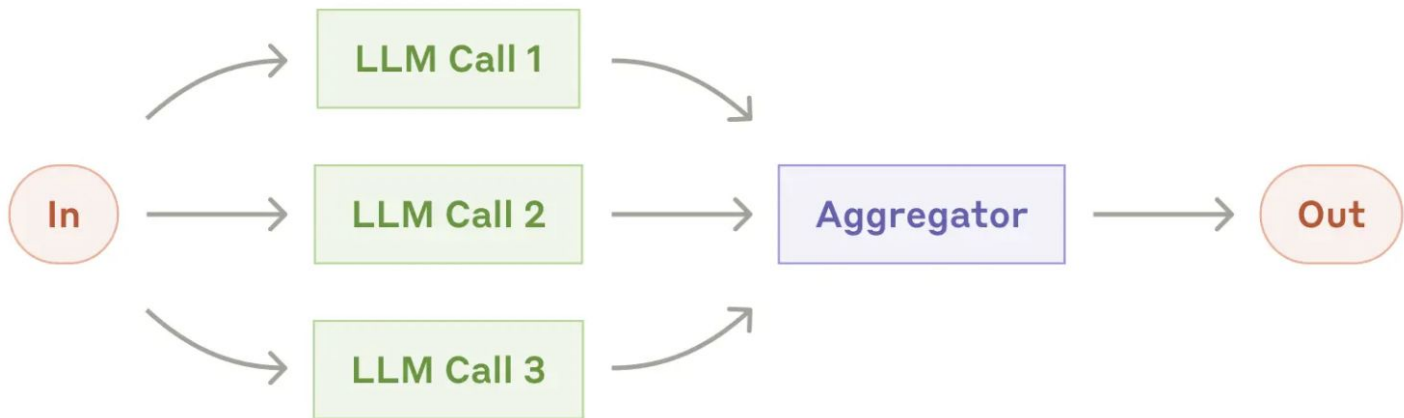 LLM Call 1
In
LLM Call 2
Aggregator
Out
LLM Call 3